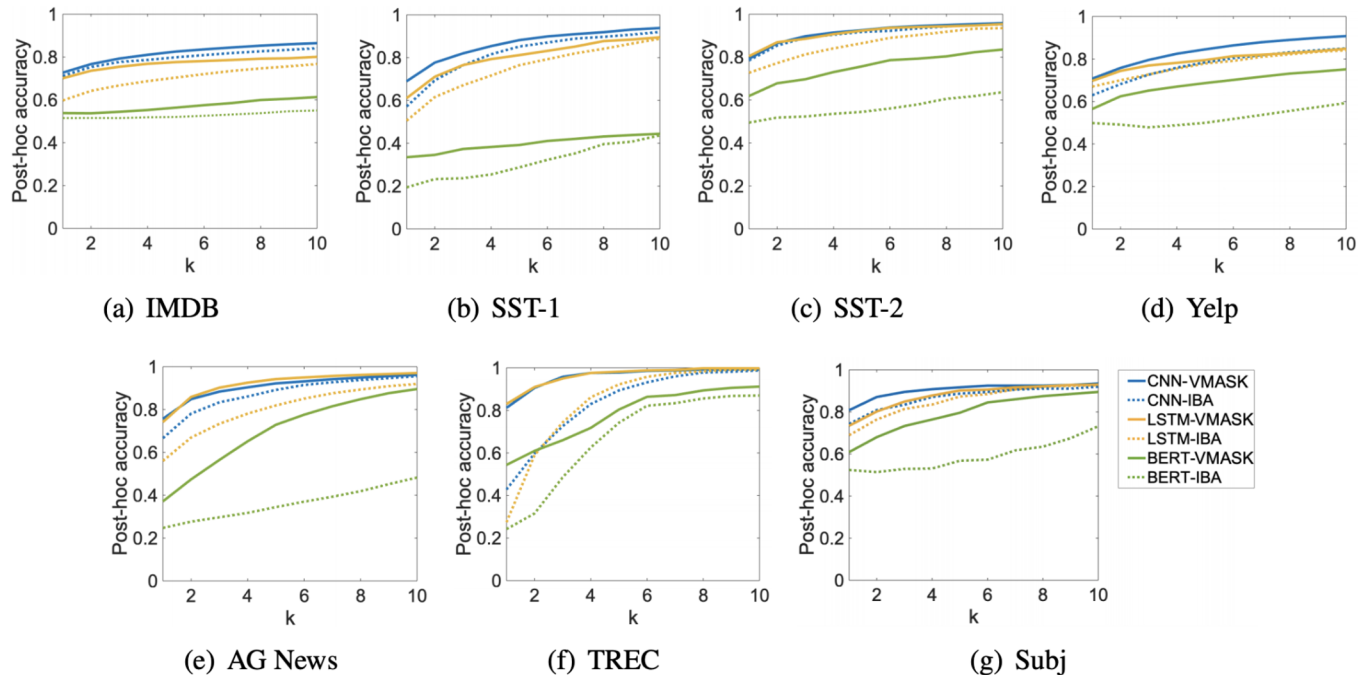 Post-hoc accuracy
1
0.8
0.6
0.4
0.2
0
2 4 6 8 10
k
(a) IMDB
Post-hoc accuracy
1
0.8
0.6
0.4
0.2
0
2 4 6 8 10
k
(b) SST-1
Post-hoc accuracy
1
0.8
0.6
0.4
0.2
0
2 4 6 8 10
k
(c) SST-2
Post-hoc accuracy
1
0.8
0.6
0.4
0.2
0
2 4 6 8 10
k
(d) Yelp
Post-hoc accuracy
1
0.8
0.6
0.4
0.2
0
2 4 6 8 10
k
(e) AG News
Post-hoc accuracy
1
0.8
0.6
0.4
0.2
0
2 4 6 8 10
k
(f) TREC
Post-hoc accuracy
1
0.8
0.6
0.4
0.2
0
2 4 6 8 10
k
(g) Subj
CNN-VMASK
CNN-IBA
LSTM-VMASK
LSTM-IBA
BERT-VMASK
BERT-IBA